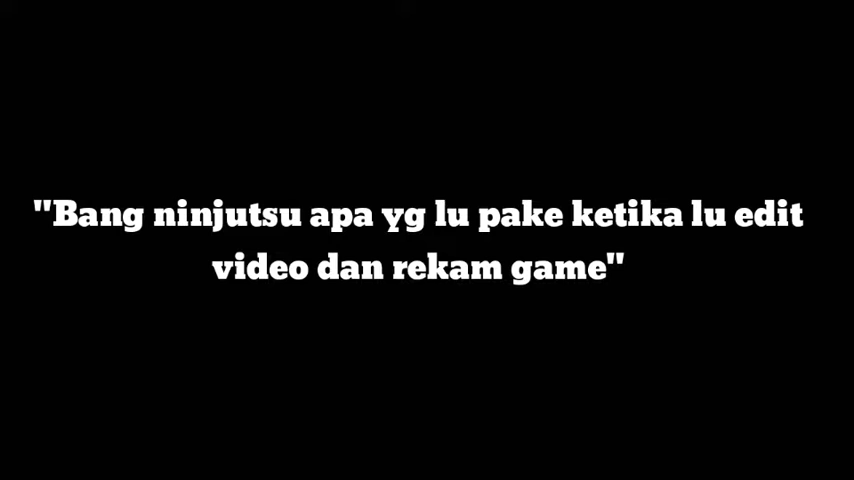 "Bang ninjutsu apa yg lu pake ketika lu edit
video dan rekam game"